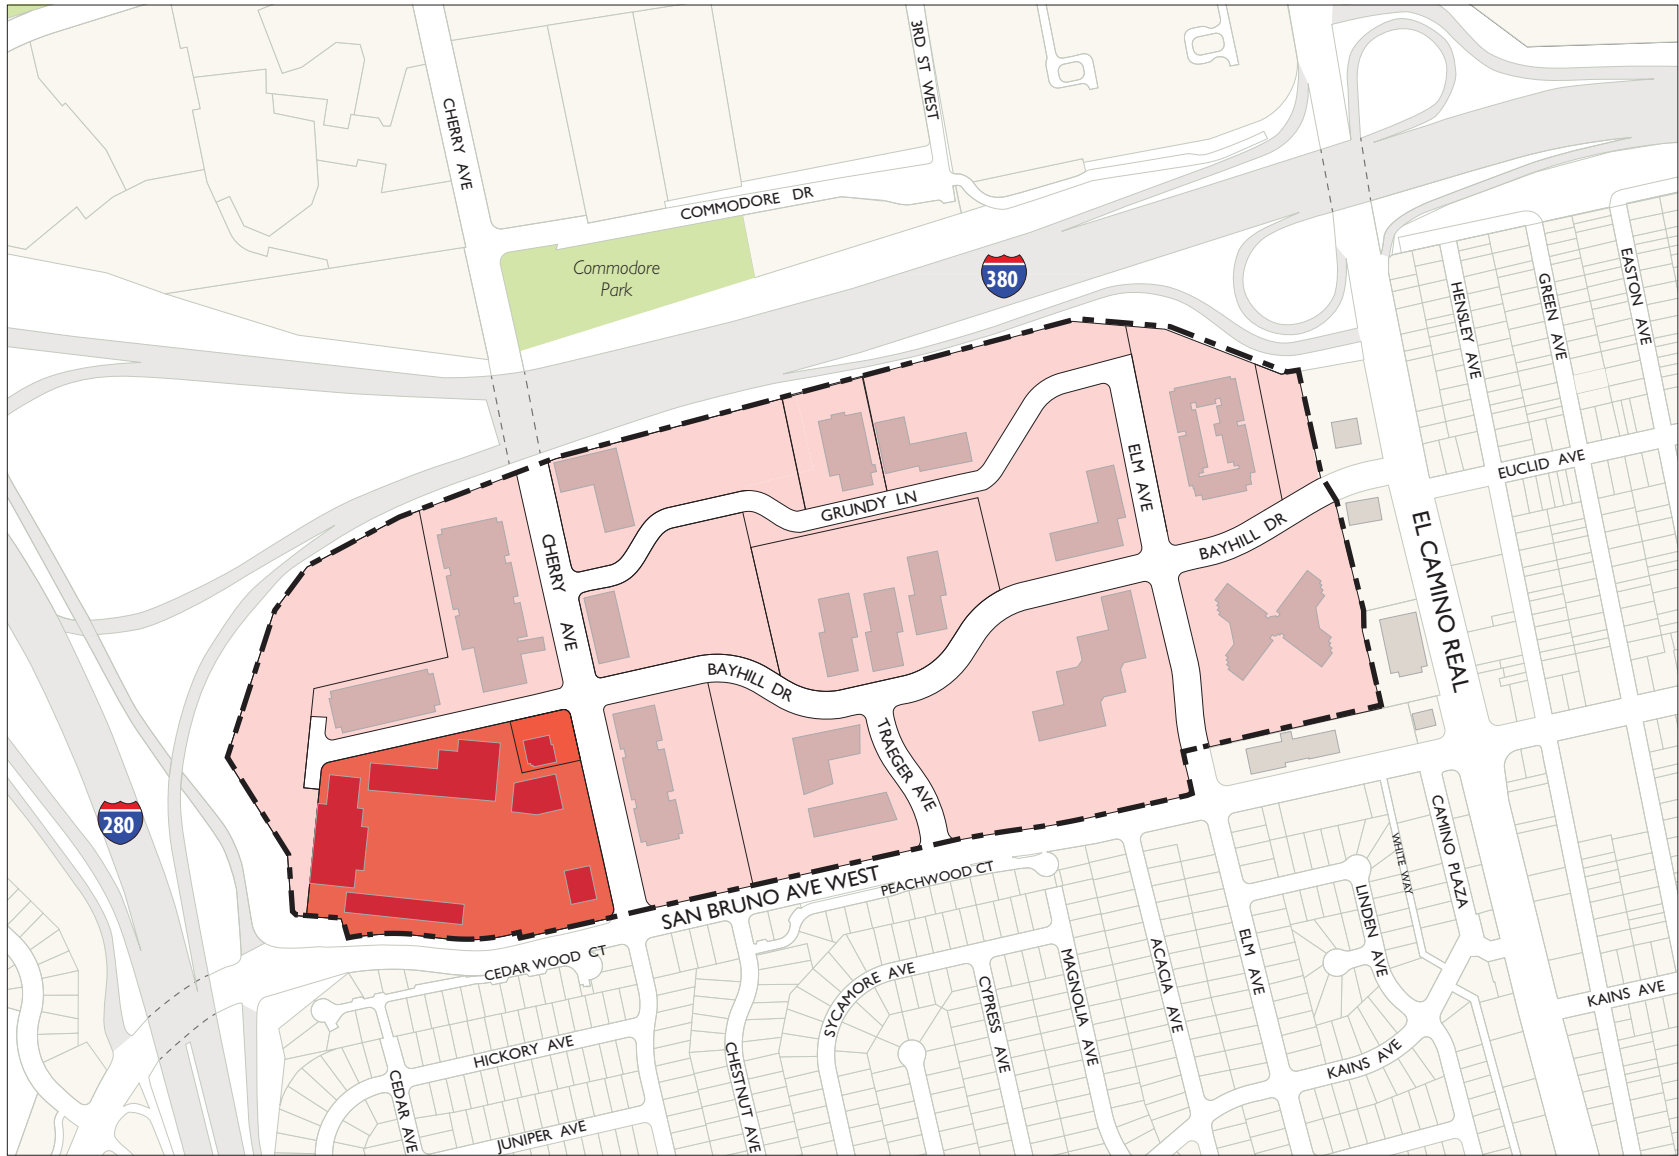 3RD ST WEST
CHERRY AVE
COMMODORE DR
Commodore
Park
380
HENSLEY AVE
GREEN AVE
EASTON AVE
EUCLID AVE
ELM AVE
GRUNDY LN
BAYHILL DR
CHERRY AVE
EL CAMINO REAL
BAYHILL DR
TRAEGER AVE
280
SAN BRUNO AVE WEST
PEACHWOOD CT
WHITE WAY
CAMINO PLAZA
LINDEN AVE
CEDAR WOOD CT
SYCAMORE AVE
CYPRESS AVE
MAGNOLIA AVE
ACACIA AVE
ELM AVE
KAINS AVE
HICKORY AVE
CHESTNUT AVE
KAINS AVE
CEDAR AVE
JUNIPER AVE